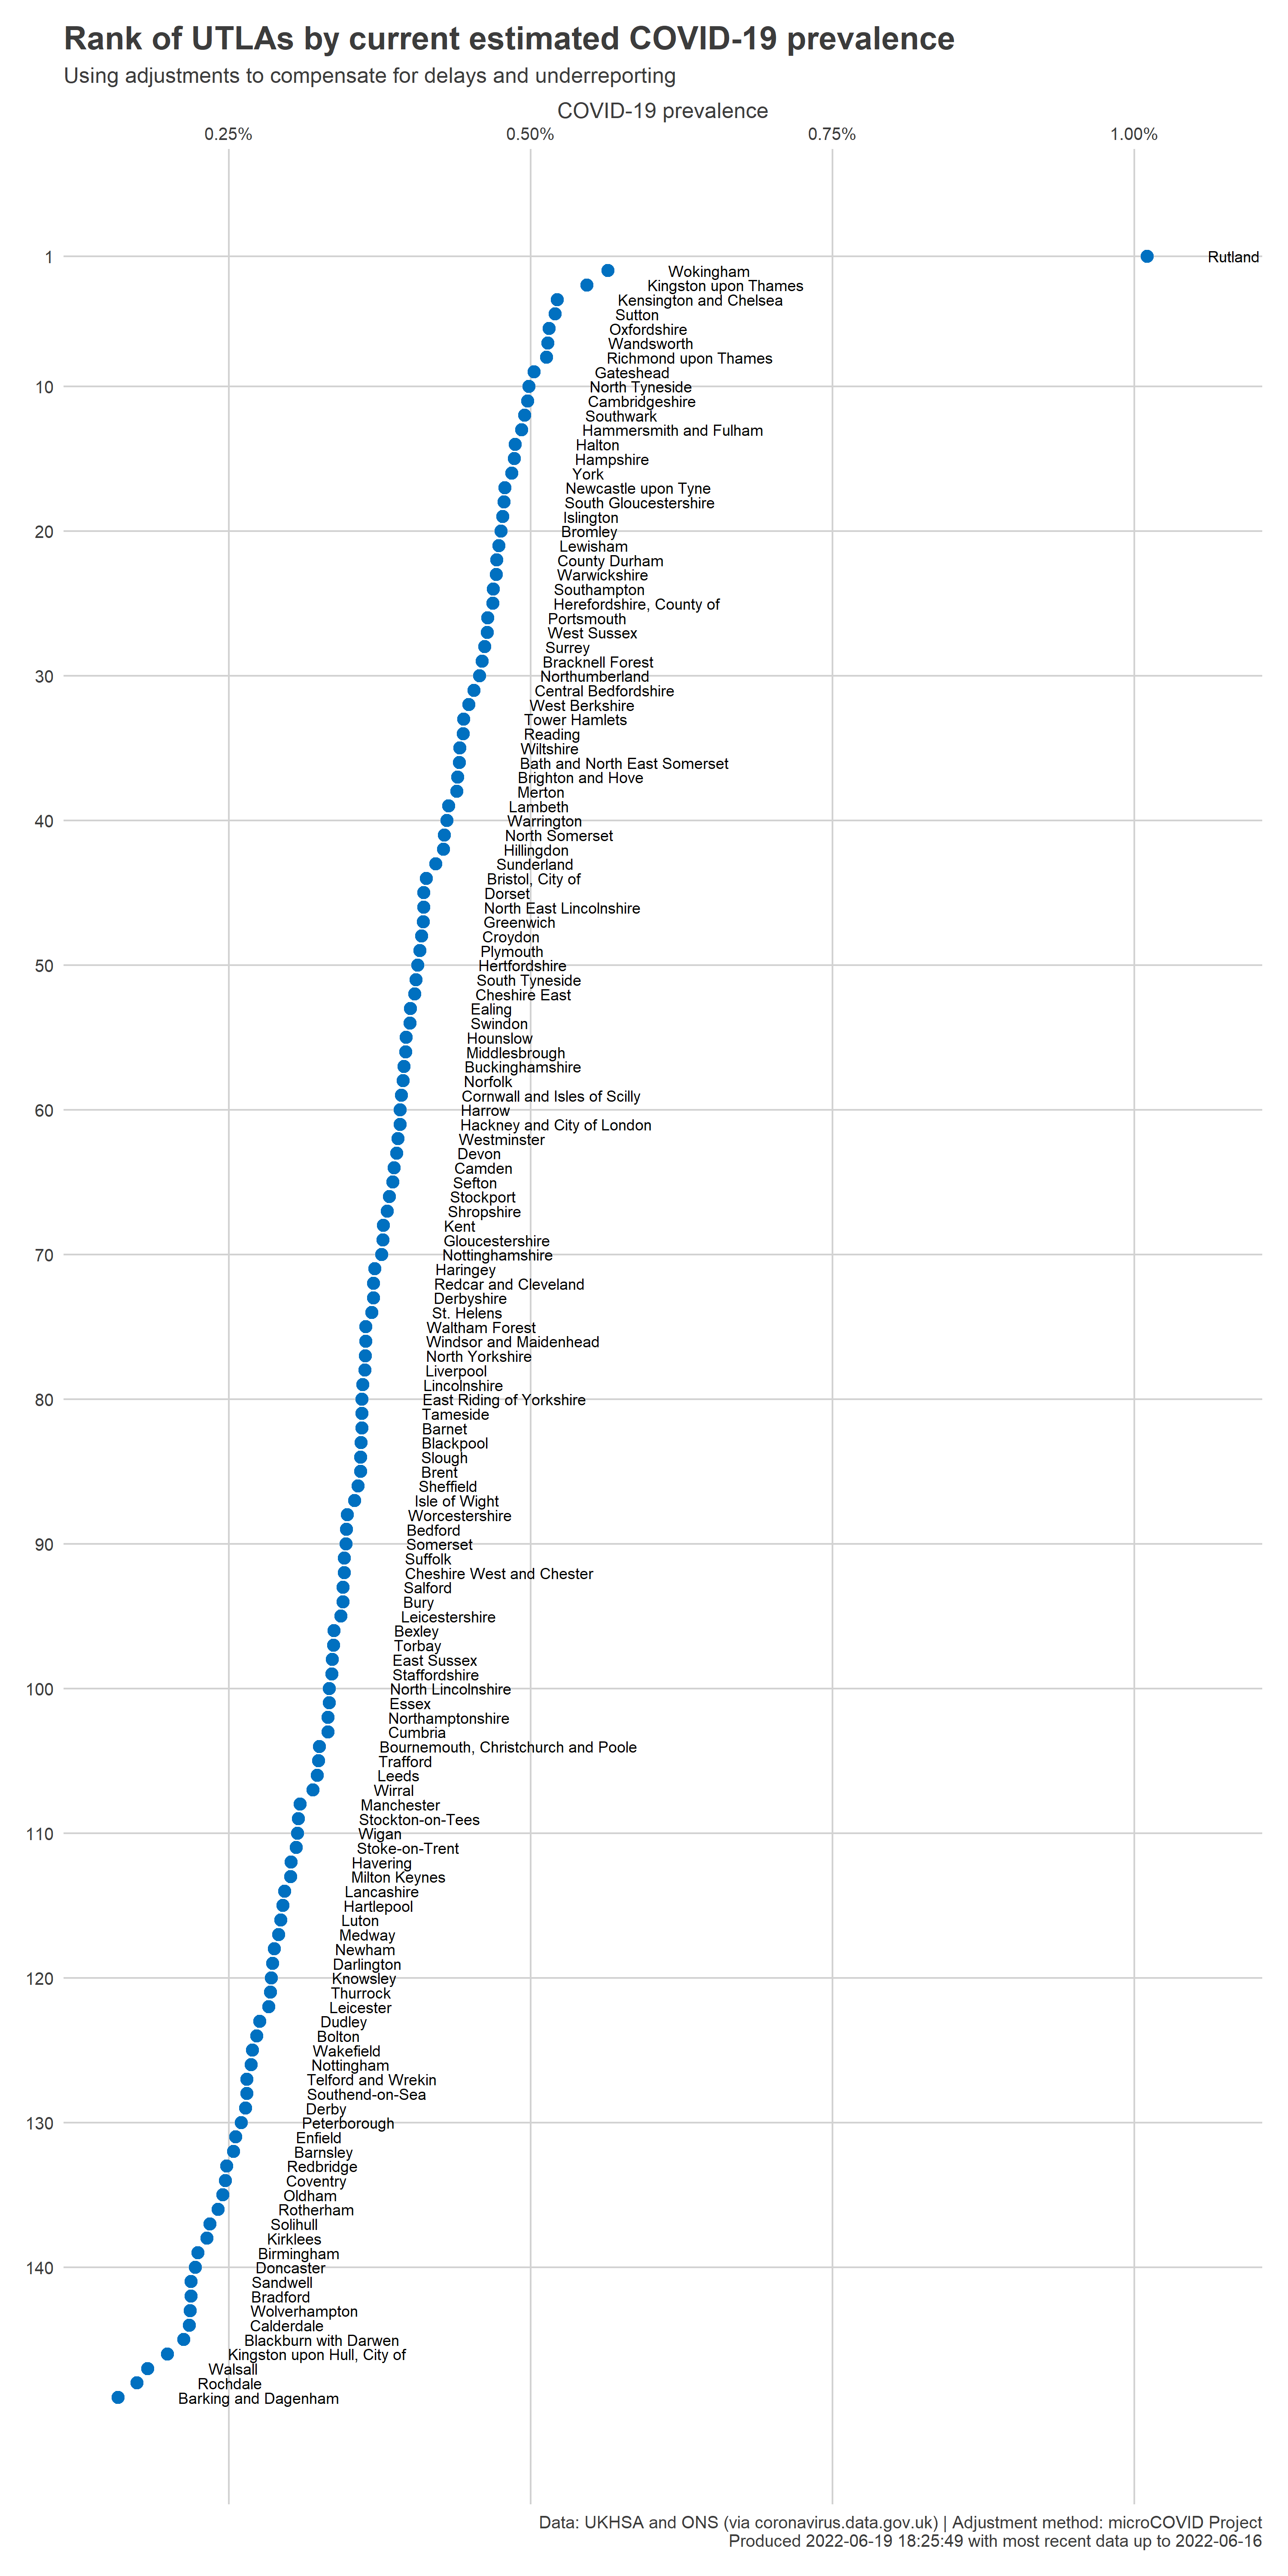 Rank of UTLAs by current estimated COVID-19 prevalence
Using adjustments to compensate for delays and underreporting
COVID-19 prevalence
0.25% 0.50% 0.75% 1.00%
1 Rutland
Wokingham
Kingston upon Thames
Kensington and Chelsea
Sutton
Oxfordshire
Wandsworth
Richmond upon Thames
Gateshead
10 North Tyneside
Cambridgeshire
Southwark
Hammersmith and Fulham
Halton
Hampshire
York
Newcastle upon Tyne
South Gloucestershire
Islington
20 Bromley
Lewisham
County Durham
Warwickshire
Southampton
Herefordshire, County of
Portsmouth
West Sussex
Surrey
Bracknell Forest
30 Northumberland
Central Bedfordshire
West Berkshire
Tower Hamlets
Reading
Wiltshire
Bath and North East Somerset
Brighton and Hove
Merton
Lambeth
40 Warrington
North Somerset
Hillingdon
Sunderland
Bristol, City of
Dorset
North East Lincolnshire
Greenwich
Croydon
Plymouth
50 Hertfordshire
South Tyneside
Cheshire East
Ealing
Swindon
Hounslow
Middlesbrough
Buckinghamshire
Norfolk
Cornwall and Isles of Scilly
60 Harrow
Hackney and City of London
Westminster
Devon
Camden
Sefton
Stockport
Shropshire
Kent
Gloucestershire
70 Nottinghamshire
Haringey
Redcar and Cleveland
Derbyshire
St. Helens
Waltham Forest
Windsor and Maidenhead
North Yorkshire
Liverpool
Lincolnshire
80 East Riding of Yorkshire
Tameside
Barnet
Blackpool
Slough
Brent
Sheffield
Isle of Wight
Worcestershire
Bedford
90 Somerset
Suffolk
Cheshire West and Chester
Salford
Bury
Leicestershire
Bexley
Torbay
East Sussex
Staffordshire
100 North Lincolnshire
Essex
Northamptonshire
Cumbria
Bournemouth, Christchurch and Poole
Trafford
Leeds
Wirral
Manchester
Stockton-on-Tees
110 Wigan
Stoke-on-Trent
Havering
Milton Keynes
Lancashire
Hartlepool
Luton
Medway
Newham
Darlington
120 Knowsley
Thurrock
Leicester
Dudley
Bolton
Wakefield
Nottingham
Telford and Wrekin
Southend-on-Sea
Derby
130 Peterborough
Enfield
Barnsley
Redbridge
Coventry
Oldham
Rotherham
Solihull
Kirklees
Birmingham
140 Doncaster
Sandwell
Bradford
Wolverhampton
Calderdale
Blackburn with Darwen
Kingston upon Hull, City of
Walsall
Rochdale
Barking and Dagenham
Data: UKHSA and ONS (via coronavirus.data.gov.uk) | Adjustment method: microCOVID Project
Produced 2022-06-19 18:25:49 with most recent data up to 2022-06-16